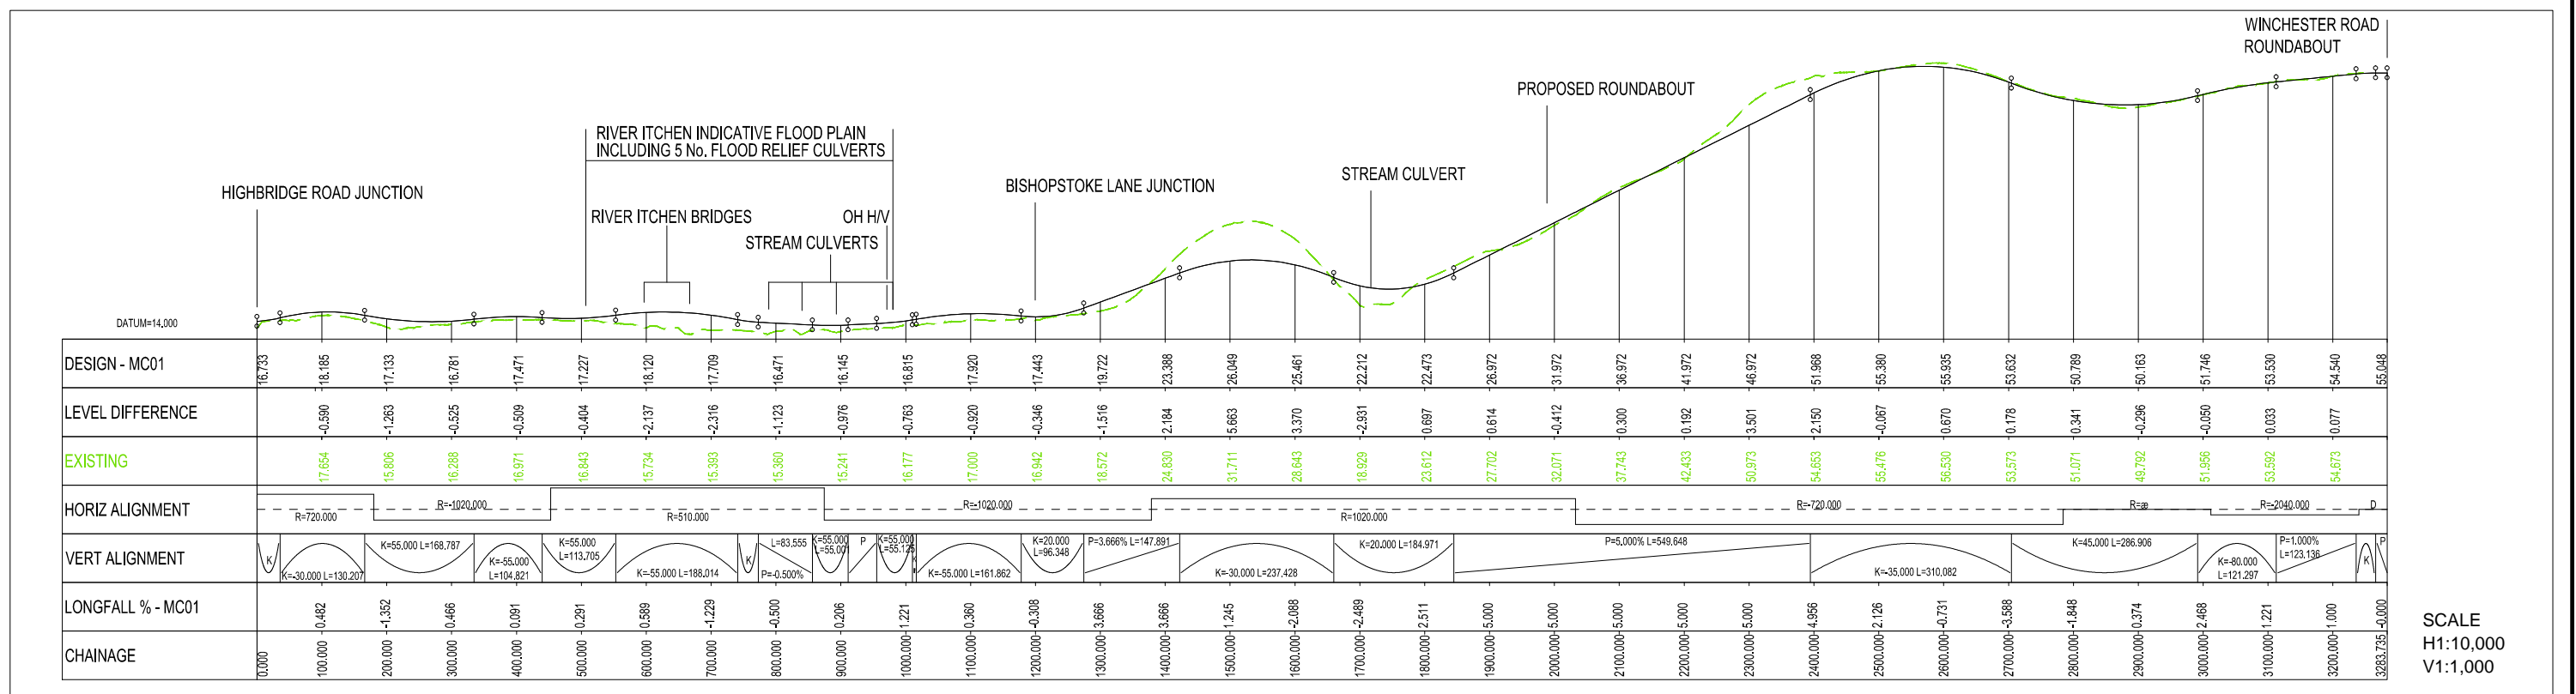 WINCHESTER ROAD
ROUNDABOUT
PROPOSED ROUNDABOUT
RIVER ITCHEN INDICATIVE FLOOD PLAIN
INCLUDING 5 No. FLOOD RELIEF CULVERTS
STREAM CULVERT
BISHOPSTOKE LANE JUNCTION
HIGHBRIDGE ROAD JUNCTION
RIVER ITCHEN BRIDGES
OH H/V
STREAM CULVERTS
DATUM=14.000
DESIGN - MC01
16.733 18.185 17.133 16.781 17.471 17.227 18.120 17.709 16.471 16.145 16.815 17.920 17.443 19.722 23.388 26.049 25.461 22.212 22.473 26.972 31.972 36.972 41.972 46.972 51.968 55.380 55.935 53.632 50.789 50.163 51.746 53.530 54.540 55.048
LEVEL DIFFERENCE
-0.590 -1.263 -0.525 -0.509 -0.404 -2.137 -2.316 -1.123 -0.976 -0.763 -0.920 -0.346 -1.516 2.184 5.663 3.370 -2.931 0.697 0.614 -0.412 0.300 0.192 3.501 2.150 -0.067 0.670 0.178 0.341 -0.296 -0.050 0.033 0.077
EXISTING
17.654 15.806 16.288 16.971 16.843 15.734 15.393 15.360 15.241 16.177 17.000 16.942 18.572 24.830 31.711 28.643 18.929 23.612 27.702 32.071 37.743 42.433 50.973 54.653 55.476 56.530 53.573 51.071 49.792 51.956 53.592 54.673
HORIZ ALIGNMENT
R=720.000 R=-1020.000 R=510.000 R=-1020.000 R=1020.000 R=-720.000 R=æ R=-2040.000 D
VERT ALIGNMENT
K K=-30.000 L=130.207 K=55.000 L=168.787 K=-55.000 L=104.821 K=55.000 L=113.705 K=-55.000 L=188.014 K L=83.555 P=-0.500% K=55.000 L=55.001 P K=55.000 L=55.125 K=-55.000 L=161.862 K=20.000 L=96.348 P=3.666% L=147.891 K=-30.000 L=237.428 K=20.000 L=184.971 P=5.000% L=549.648 K=-35.000 L=310.082 K=45.000 L=286.906 K=-80.000 L=121.297 P=1.000% L=123.136 K P
LONGFALL % - MC01
0.482 -1.352 0.466 0.091 0.291 0.589 -1.229 -0.500 0.206 1.221 0.360 -0.308 3.666 3.666 1.245 -2.088 -2.489 2.511 5.000 5.000 5.000 5.000 5.000 4.956 2.126 -0.731 -3.588 -1.848 0.374 2.468 1.221 1.000 -0.000
CHAINAGE
0.000 100.000 200.000 300.000 400.000 500.000 600.000 700.000 800.000 900.000 1000.000 1100.000 1200.000 1300.000 1400.000 1500.000 1600.000 1700.000 1800.000 1900.000 2000.000 2100.000 2200.000 2300.000 2400.000 2500.000 2600.000 2700.000 2800.000 2900.000 3000.000 3100.000 3200.000 3283.735
SCALE
H1:10,000
V1:1,000